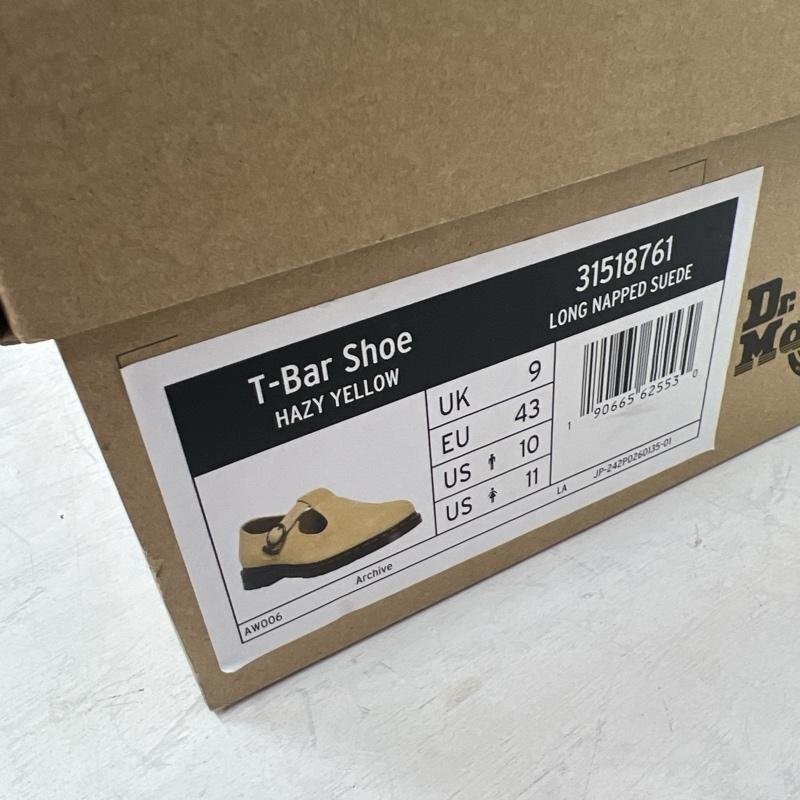 T-Bar Shoe
HAZY YELLOW
31518761
LONG NAPPED SUEDE
UK 9
EU 43
US 10
US 11
1 90665 62553 0
AW006
Archive
LA
JP-242P0260135-01
Dr.